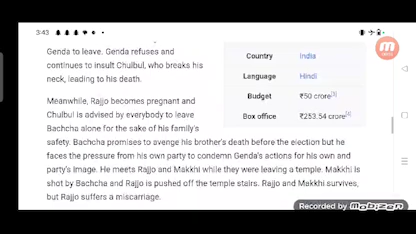 3:43
Genda to leave. Genda refuses and
continues to insult Chulbul, who breaks his
neck, leading to his death.
Country India
Language Hindi
Budget ₹50 crore[3]
Box office ₹253.54 crore[4]
Meanwhile, Rajjo becomes pregnant and
Chulbul is advised by everybody to leave
Bachcha alone for the sake of his family's
safety. Bachcha promises to avenge his brother's death before the election but he
faces the pressure from his own party to condemn Genda's actions for his own and
party's image. He meets Rajjo and Makkhi while they were leaving a temple. Makkhi is
shot by Bachcha and Rajjo is pushed off the temple stairs. Rajjo and Makkhi survives,
but Rajjo suffers a miscarriage.
Recorded by mobizen